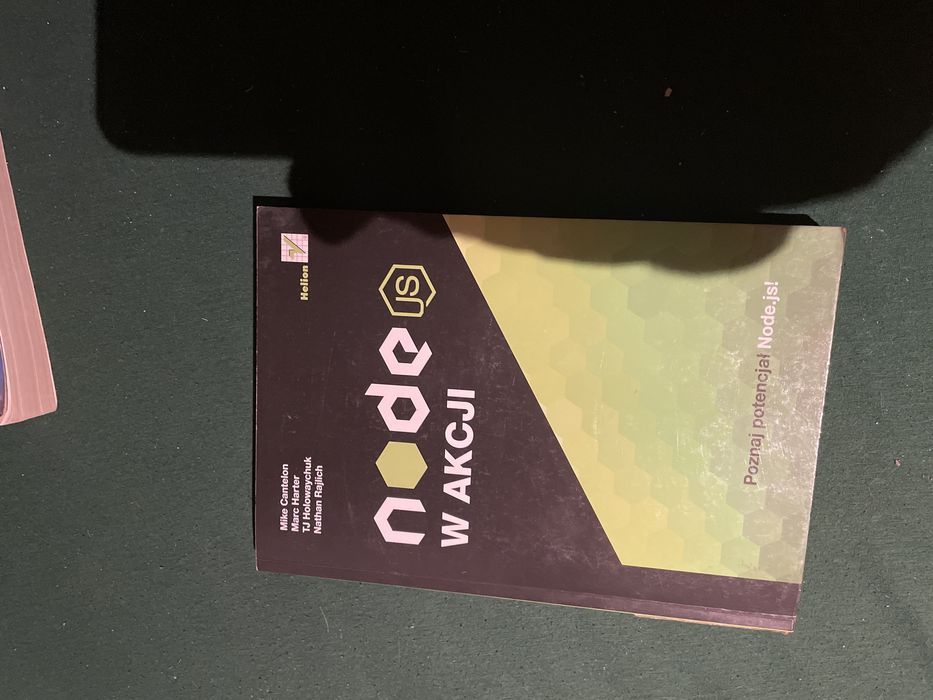 Mike Cantelon
Marc Harter
TJ Holowaychuk
Nathan Rajlich
Helion
node JS
W AKCJI
Poznaj potencjał Node.js!